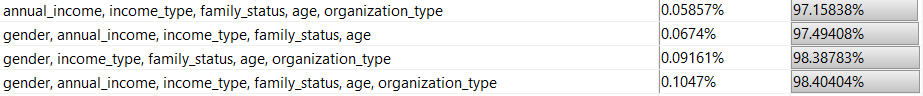 annual_income, income_type, family_status, age, organization_type 0.05857% 97.15838%
gender, annual_income, income_type, family_status, age 0.0674% 97.49408%
gender, income_type, family_status, age, organization_type 0.09161% 98.38783%
gender, annual_income, income_type, family_status, age, organization_type 0.1047% 98.40404%